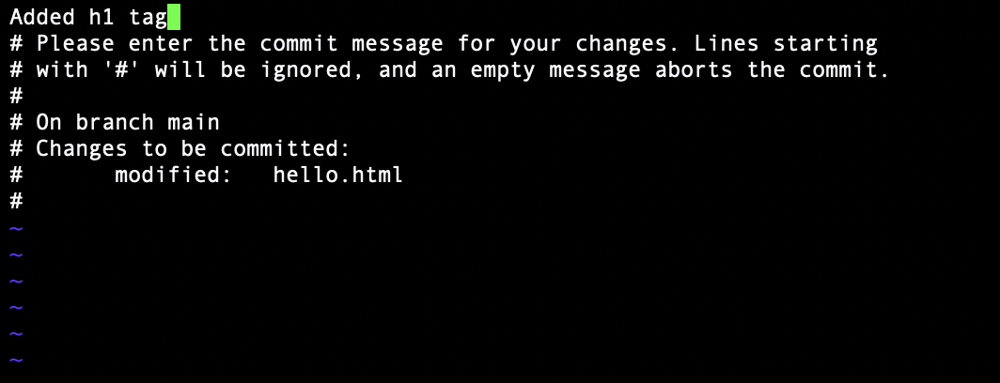 Added h1 tag
# Please enter the commit message for your changes. Lines starting
# with '#' will be ignored, and an empty message aborts the commit.
#
# On branch main
# Changes to be committed:
#       modified:   hello.html
#
~
~
~
~
~
~